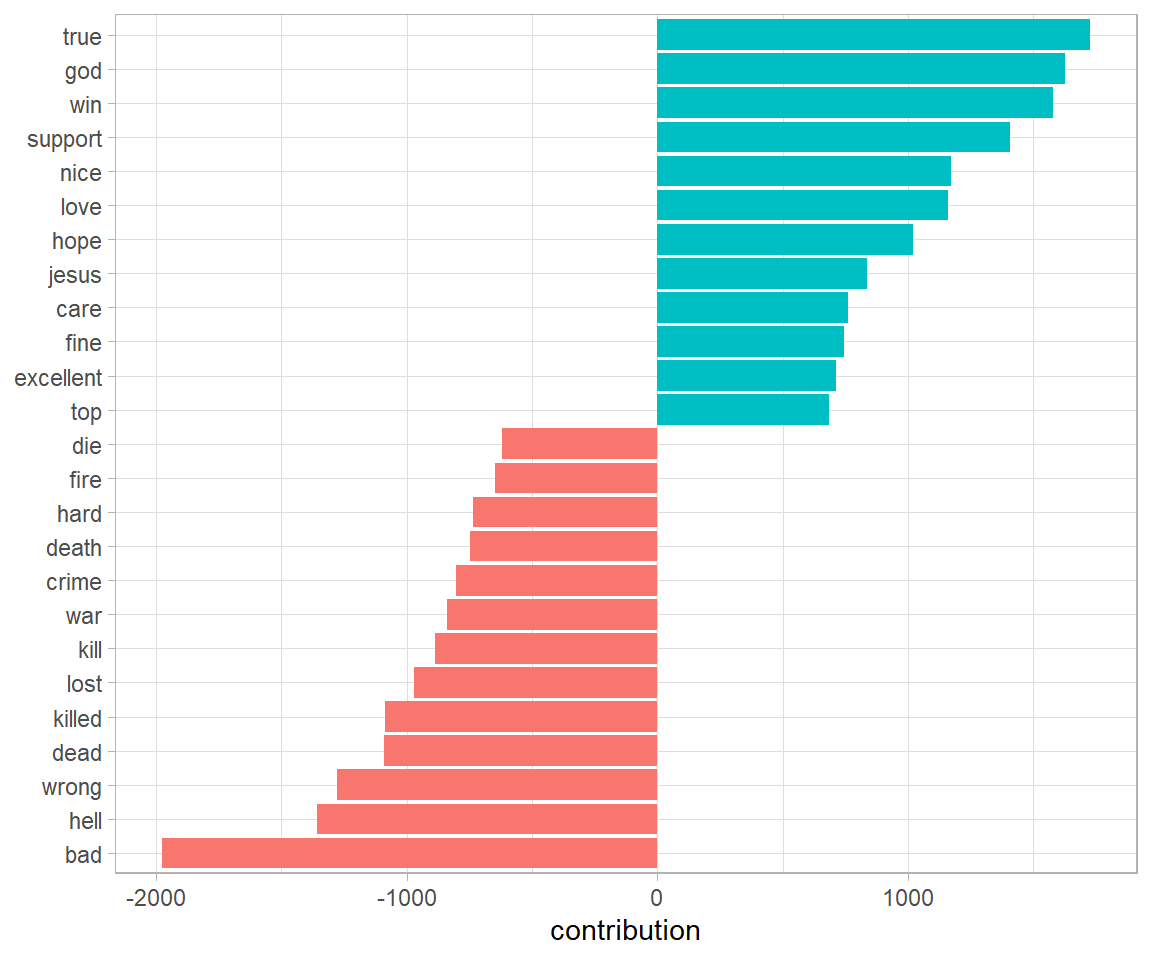 true
god
win
support
nice
love
hope
jesus
care
fine
excellent
top
die
fire
hard
death
crime
war
kill
lost
killed
dead
wrong
hell
bad
-2000 -1000 0 1000
contribution